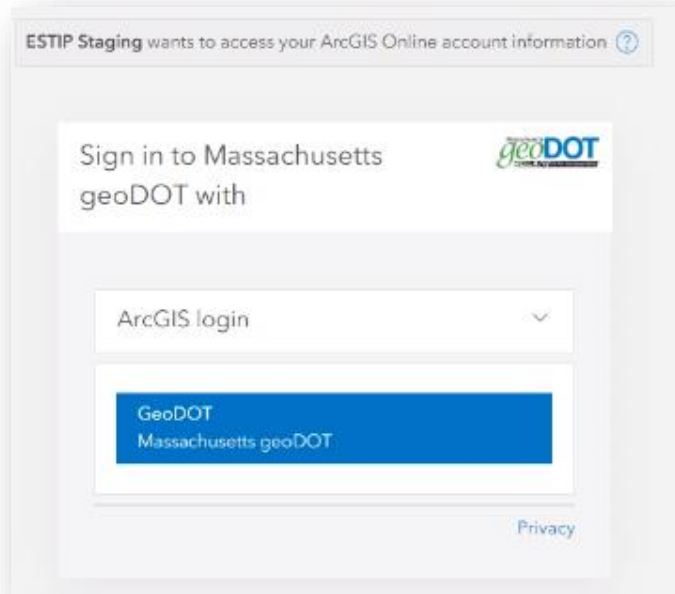 ESTIP Staging wants to access your ArcGIS Online account information ?
Sign in to Massachusetts
geoDOT with
geoDOT
ArcGIS login
GeoDOT
Massachusetts geoDOT
Privacy